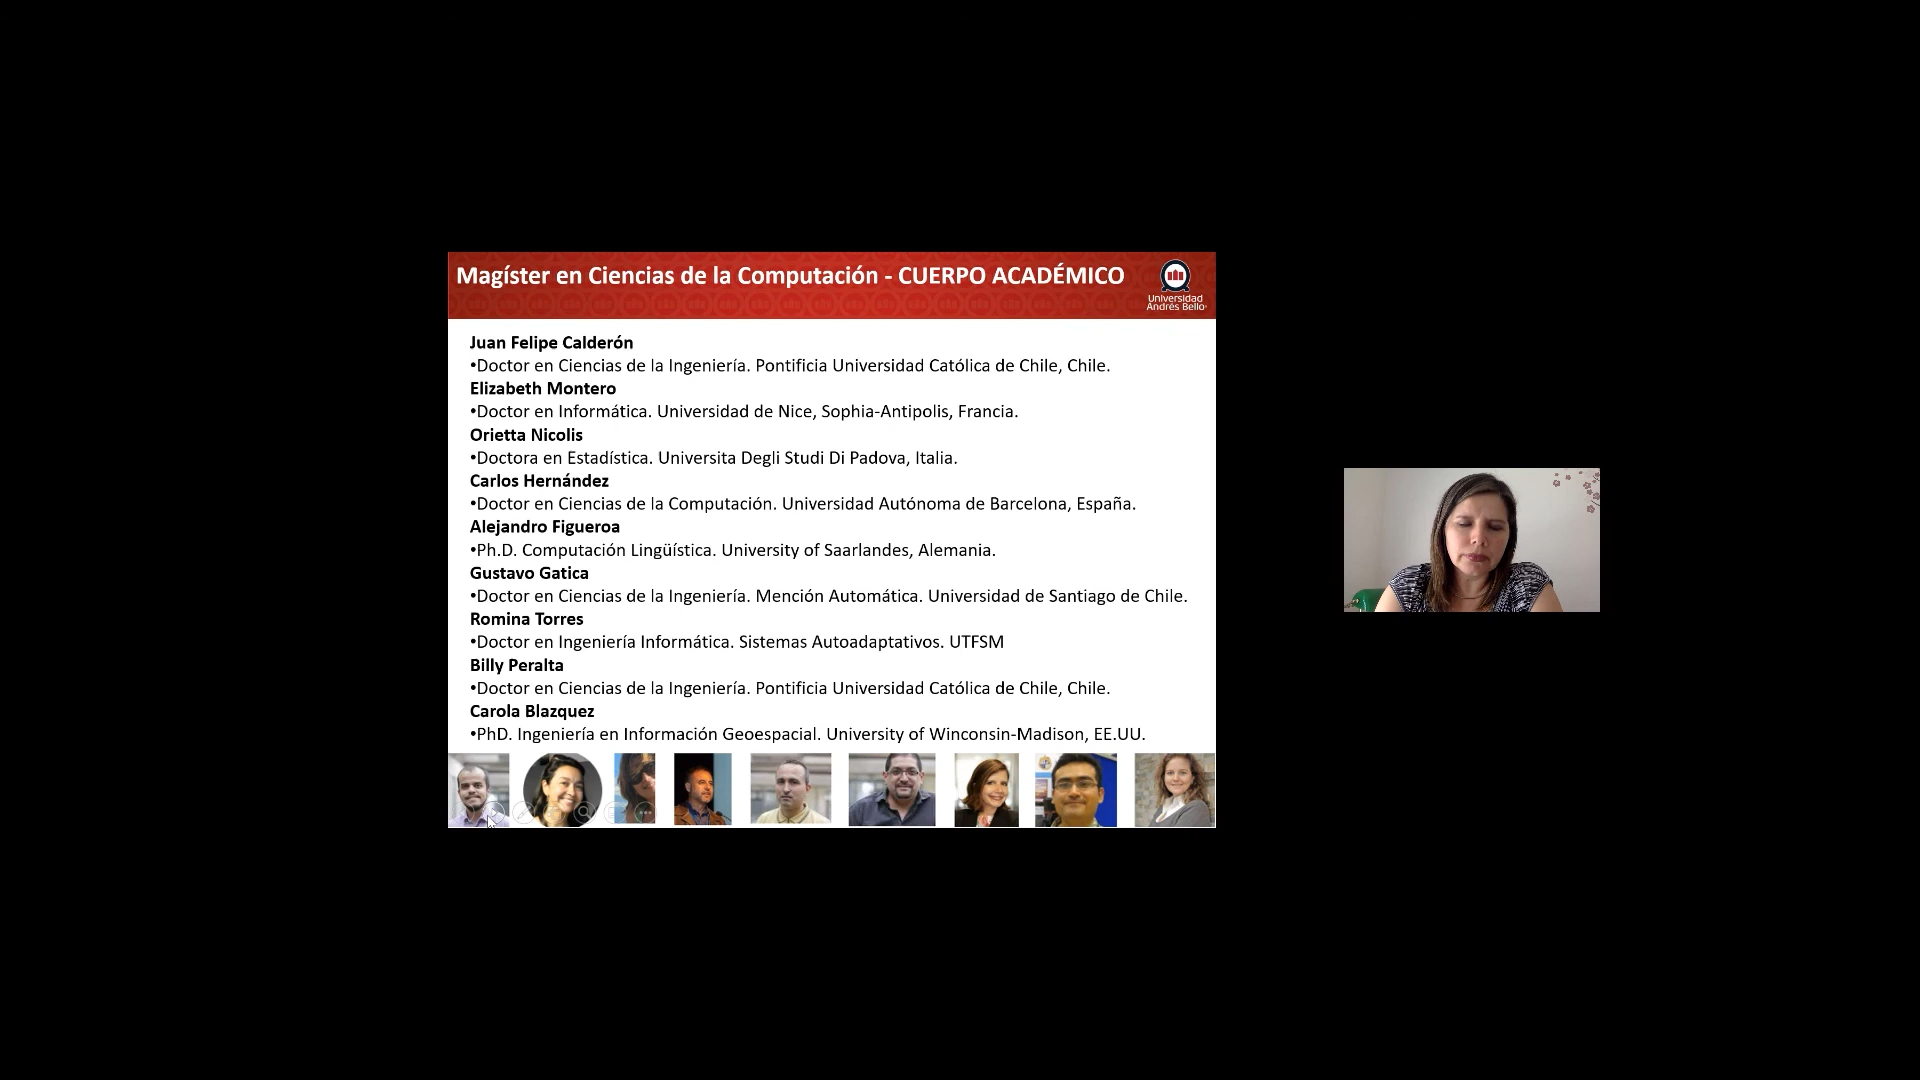 Magíster en Ciencias de la Computación - CUERPO ACADÉMICO
Universidad
Andrés Bello
Juan Felipe Calderón
•Doctor en Ciencias de la Ingeniería. Pontificia Universidad Católica de Chile, Chile.
Elizabeth Montero
•Doctor en Informática. Universidad de Nice, Sophia-Antipolis, Francia.
Orietta Nicolis
•Doctora en Estadística. Universita Degli Studi Di Padova, Italia.
Carlos Hernández
•Doctor en Ciencias de la Computación. Universidad Autónoma de Barcelona, España.
Alejandro Figueroa
•Ph.D. Computación Lingüística. University of Saarlandes, Alemania.
Gustavo Gatica
•Doctor en Ciencias de la Ingeniería. Mención Automática. Universidad de Santiago de Chile.
Romina Torres
•Doctor en Ingeniería Informática. Sistemas Autoadaptativos. UTFSM
Billy Peralta
•Doctor en Ciencias de la Ingeniería. Pontificia Universidad Católica de Chile, Chile.
Carola Blazquez
•PhD. Ingeniería en Información Geoespacial. University of Winconsin-Madison, EE.UU.